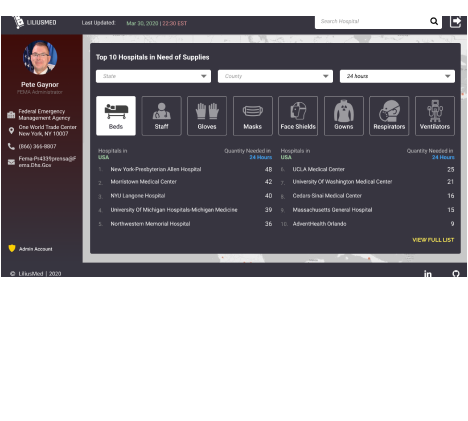 LILIUSMED
Last Updated: Mar 30, 2020 | 22:30 EST
Search Hospital
Pete Gaynor
FEMA Administrator
Federal Emergency
Management Agency
One World Trade Center
New York, NY 10007
(866) 366-8807
Fema-Pr4339prensa@F
ema.Dhs.Gov
Admin Account
Top 10 Hospitals in Need of Supplies
State
County
24 hours
Beds
Staff
Gloves
Masks
Face Shields
Gowns
Respirators
Ventilators
Hospitals in
USA
Quantity Needed in
24 Hours
1. New York-Presbyterian Allen Hospital 48
2. Morristown Medical Center 42
3. NYU Langone Hospital 40
4. University Of Michigan Hospitals-Michigan Medicine 39
5. Northwestern Memorial Hospital 36
Hospitals in
USA
Quantity Needed in
24 Hours
6. UCLA Medical Center 25
7. University Of Washington Medical Center 21
8. Cedars-Sinai Medical Center 16
9. Massachusetts General Hospital 15
10. AdventHealth Orlando 9
VIEW FULL LIST
© LiliusMed | 2020
in